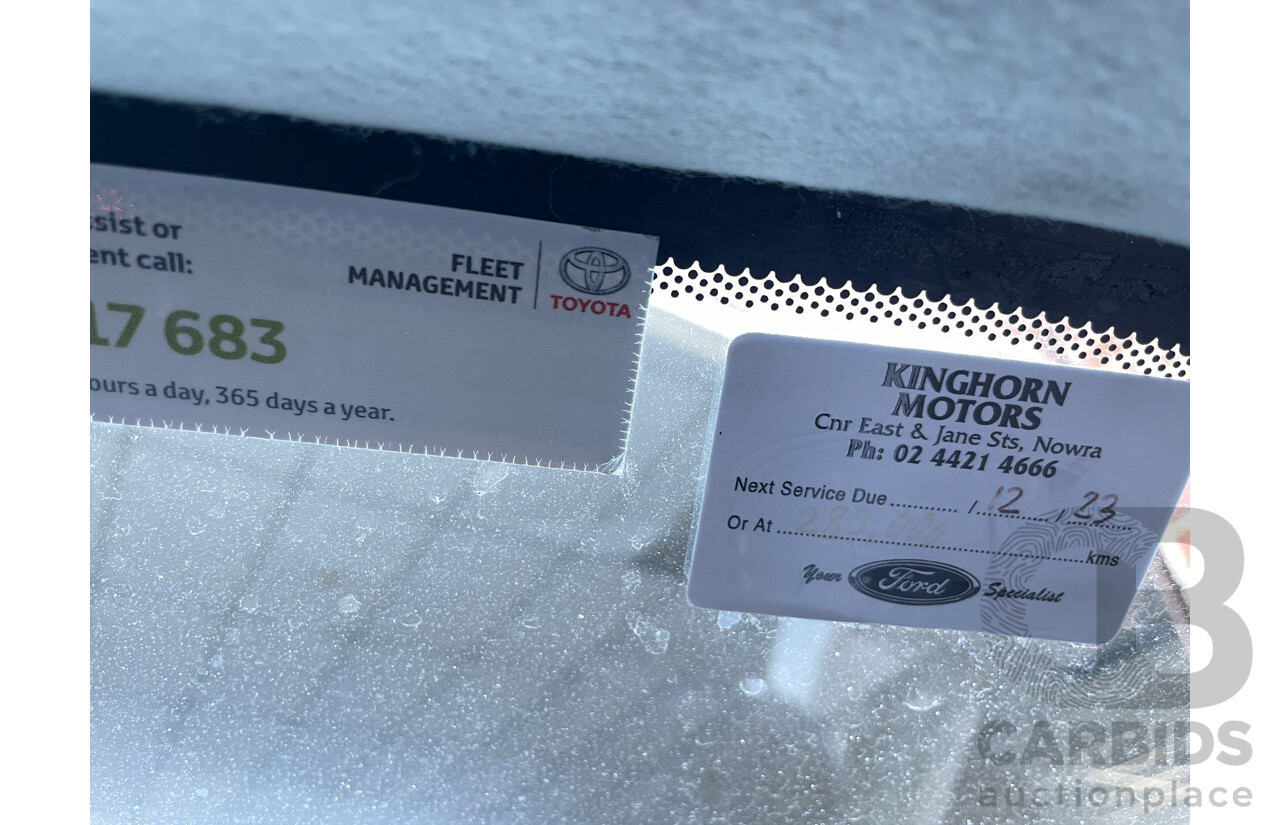 ssist or
ent call:
17 683
ours a day, 365 days a year.
FLEET
MANAGEMENT
TOYOTA
KINGHORN
MOTORS
Cnr East & Jane Sts, Nowra
Ph: 02 4421 4666
Next Service Due ........... /..12....../..23...
Or At ...........kms
Your Ford Specialist
CARBIDS
auctionplace